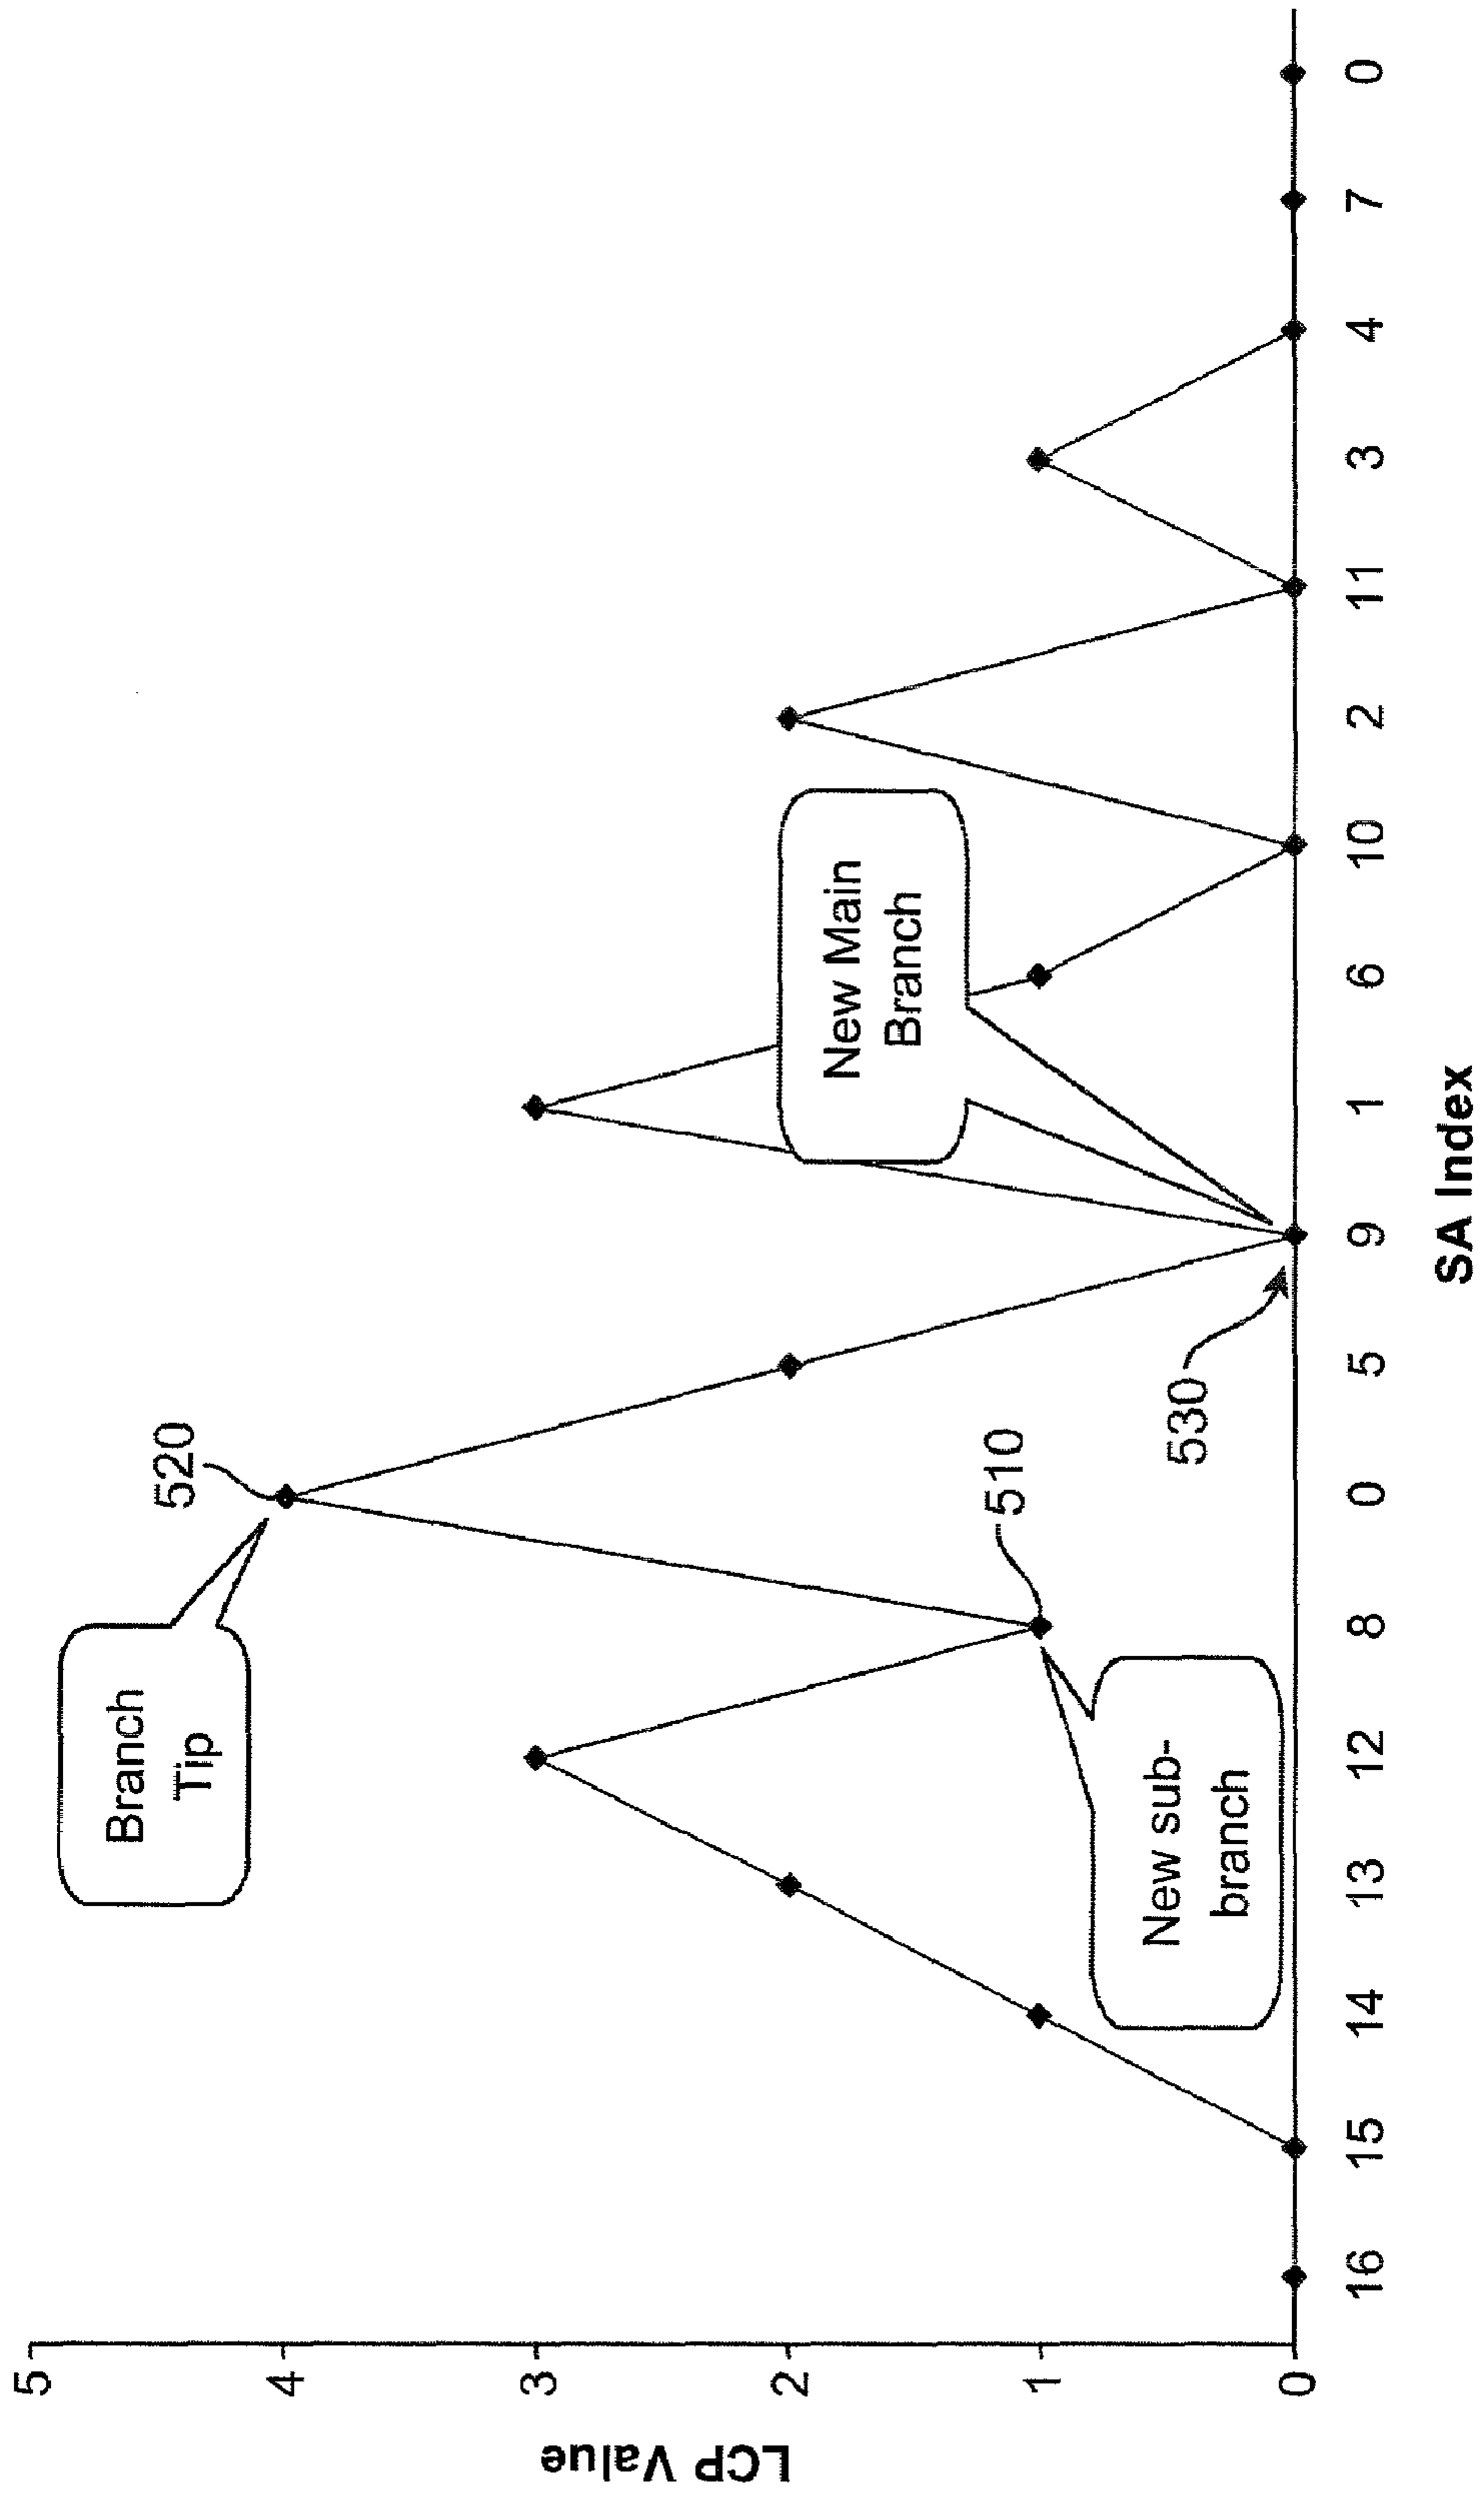 LCP Value
5
4
3
2
1
0
Branch
Tip
520
510
New sub-
branch
530
New Main
Branch
16 15 14 13 12 8 0 5 9 1 6 10 2 11 3 4 7 0
SA Index